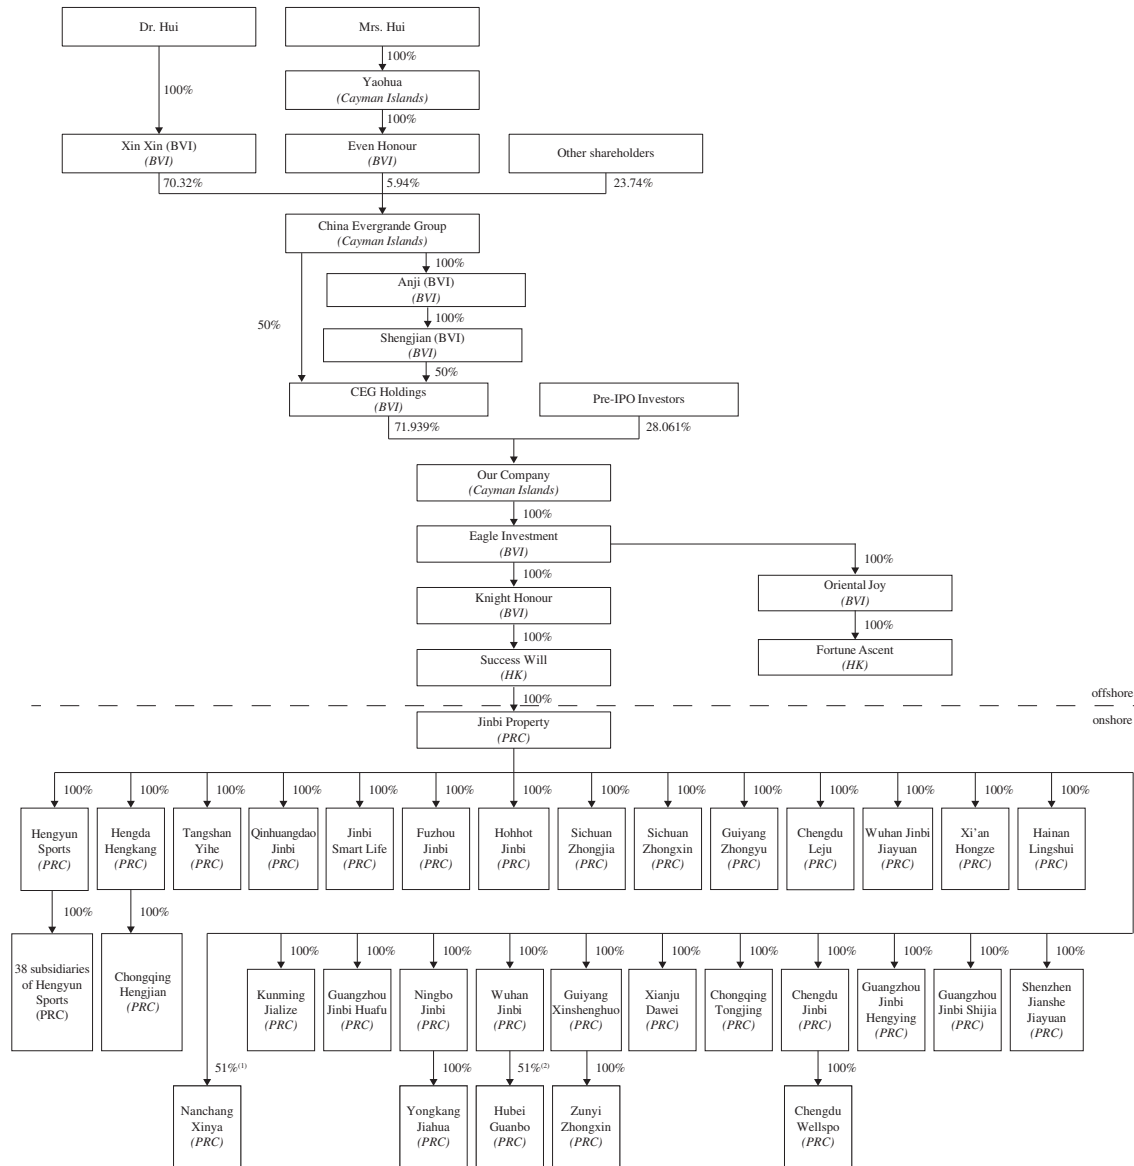 Dr. Hui
Mrs. Hui
100%
100%
Yaohua
(Cayman Islands)
100%
Xin Xin (BVI)
(BVI)
Even Honour
(BVI)
Other shareholders
70.32%
5.94%
23.74%
China Evergrande Group
(Cayman Islands)
100%
Anji (BVI)
(BVI)
50%
100%
Shengjian (BVI)
(BVI)
50%
CEG Holdings
(BVI)
Pre-IPO Investors
71.939%
28.061%
Our Company
(Cayman Islands)
100%
Eagle Investment
(BVI)
100%
100%
Knight Honour
(BVI)
Oriental Joy
(BVI)
100%
100%
Success Will
(HK)
Fortune Ascent
(HK)
100%
offshore
onshore
Jinbi Property
(PRC)
100% 100% 100% 100% 100% 100% 100% 100% 100% 100% 100% 100% 100% 100%
Hengyun
Sports
(PRC)
Hengda
Hengkang
(PRC)
Tangshan
Yihe
(PRC)
Qinhuangdao
Jinbi
(PRC)
Jinbi
Smart Life
(PRC)
Fuzhou
Jinbi
(PRC)
Hohhot
Jinbi
(PRC)
Sichuan
Zhongjia
(PRC)
Sichuan
Zhongxin
(PRC)
Guiyang
Zhongyu
(PRC)
Chengdu
Leju
(PRC)
Wuhan Jinbi
Jiayuan
(PRC)
Xi’an
Hongze
(PRC)
Hainan
Lingshui
(PRC)
100% 100%
38 subsidiaries
of Hengyun
Sports
(PRC)
Chongqing
Hengjian
(PRC)
100% 100% 100% 100% 100% 100% 100% 100% 100% 100% 100%
Kunming
Jialize
(PRC)
Guangzhou
Jinbi Huafu
(PRC)
Ningbo
Jinbi
(PRC)
Wuhan
Jinbi
(PRC)
Guiyang
Xinshenghuo
(PRC)
Xianju
Dawei
(PRC)
Chongqing
Tongjing
(PRC)
Chengdu
Jinbi
(PRC)
Guangzhou
Jinbi
Hengying
(PRC)
Guangzhou
Jinbi Shijia
(PRC)
Shenzhen
Jianshe
Jiayuan
(PRC)
51%(1) 100% 51%(2) 100% 100%
Nanchang
Xinya
(PRC)
Yongkang
Jiahua
(PRC)
Hubei
Guanbo
(PRC)
Zunyi
Zhongxin
(PRC)
Chengdu
Wellspo
(PRC)